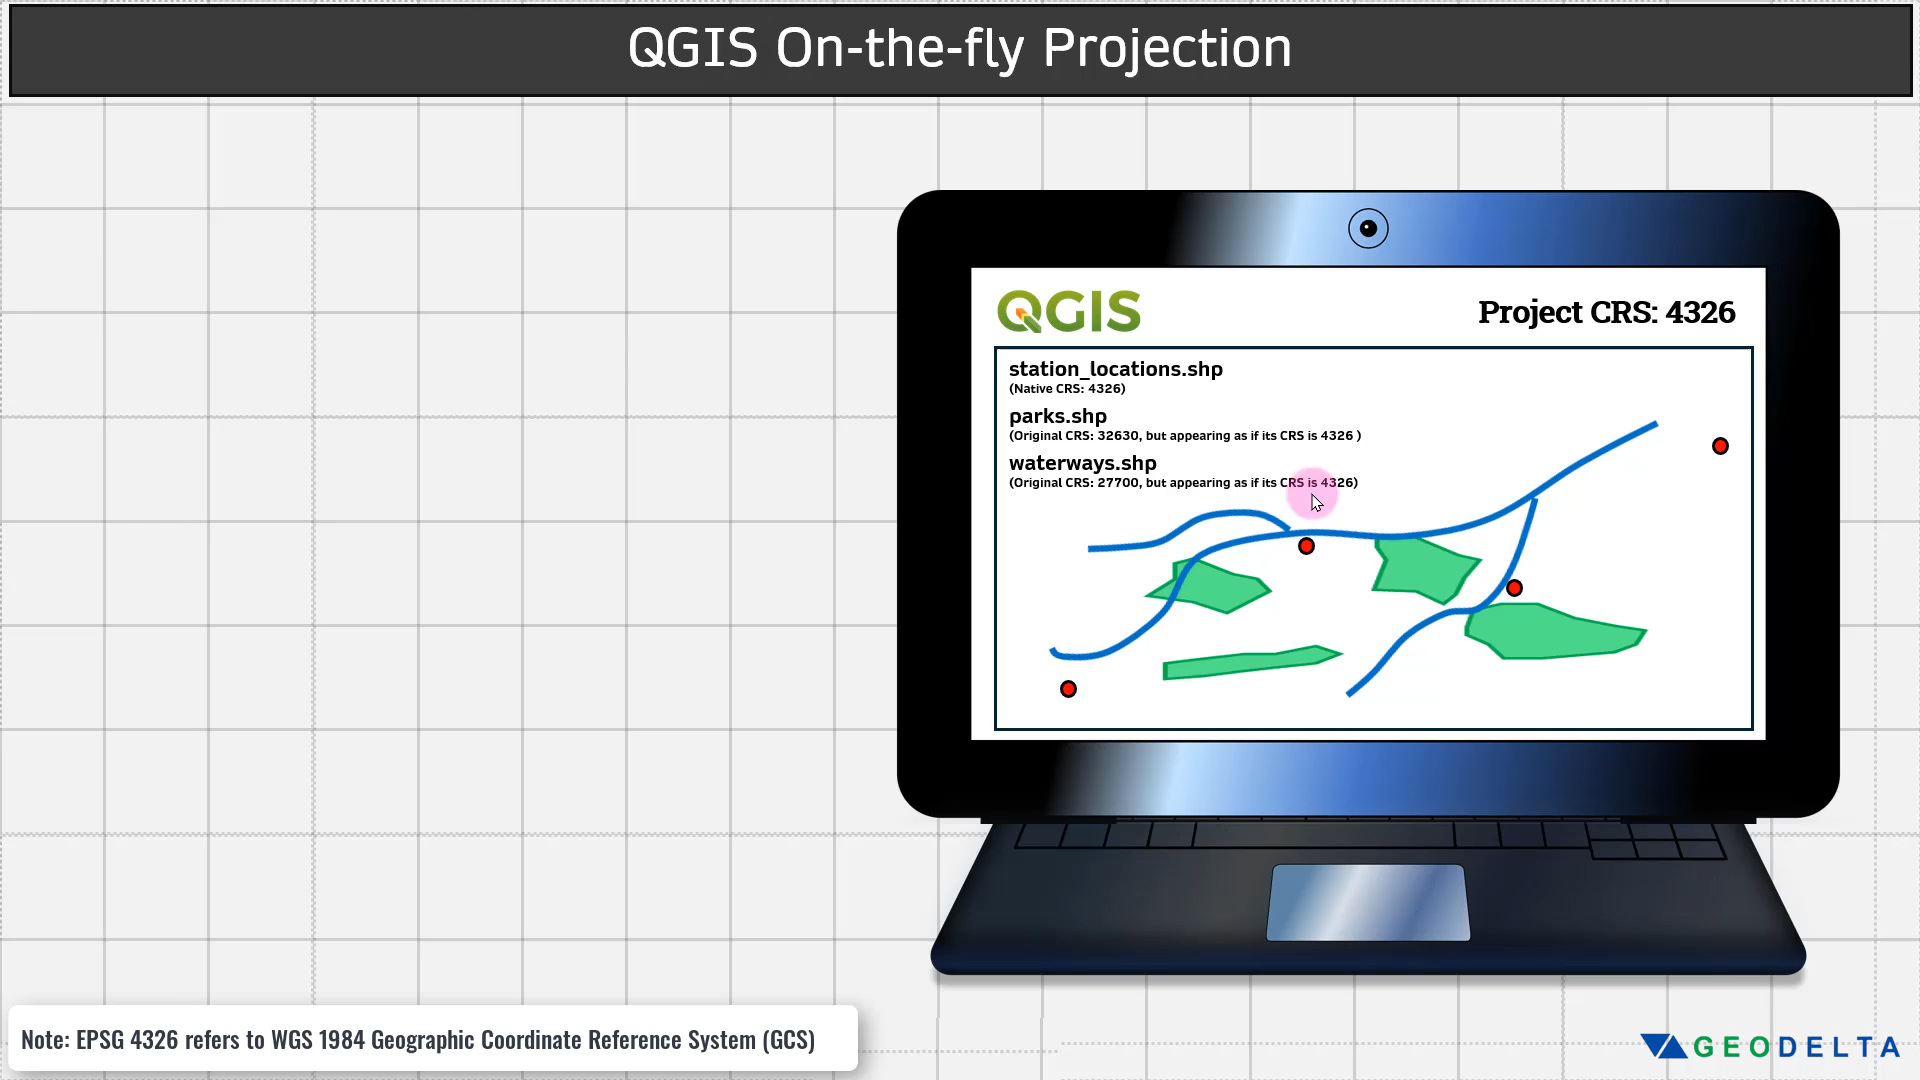 QGIS On-the-fly Projection
QGIS
Project CRS: 4326
station_locations.shp
(Native CRS: 4326)
parks.shp
(Original CRS: 32630, but appearing as if its CRS is 4326 )
waterways.shp
(Original CRS: 27700, but appearing as if its CRS is 4326)
Note: EPSG 4326 refers to WGS 1984 Geographic Coordinate Reference System (GCS)
GEODELTA